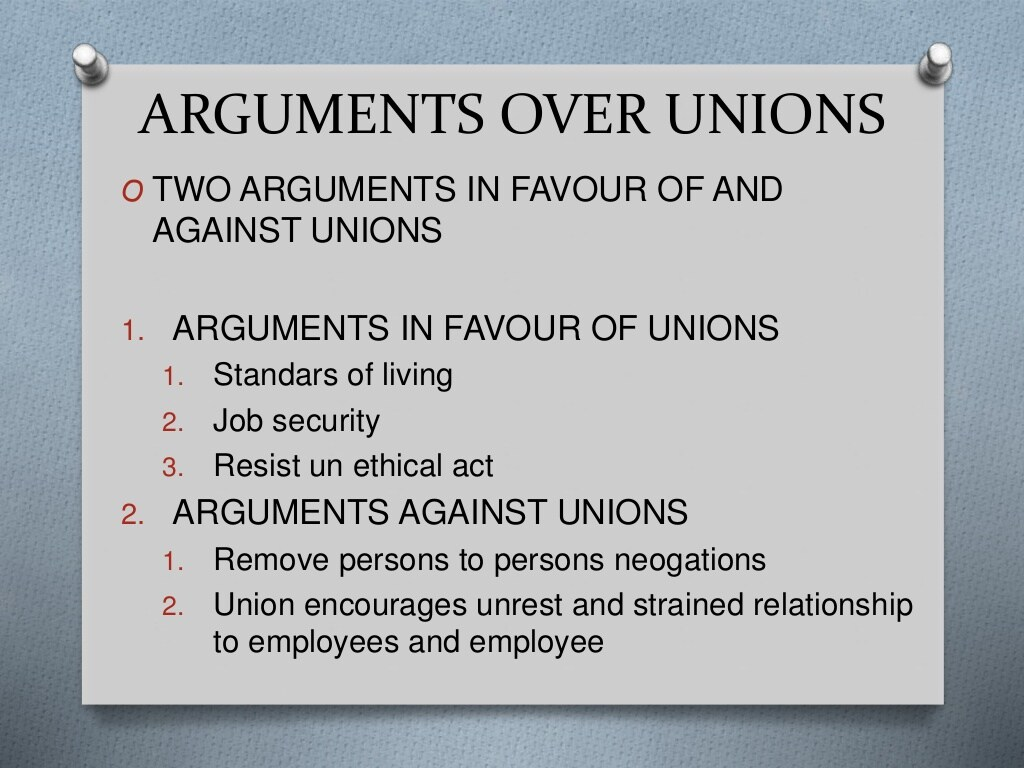 ARGUMENTS OVER UNIONS
O TWO ARGUMENTS IN FAVOUR OF AND
AGAINST UNIONS
1. ARGUMENTS IN FAVOUR OF UNIONS
1. Standars of living
2. Job security
3. Resist un ethical act
2. ARGUMENTS AGAINST UNIONS
1. Remove persons to persons neogations
2. Union encourages unrest and strained relationship
to employees and employee